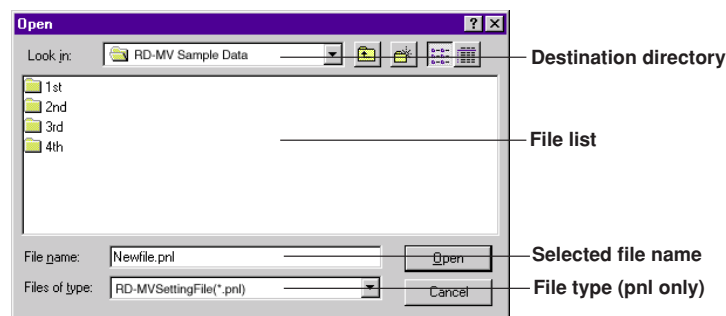 Open
Look in: RD-MV Sample Data
Destination directory
1st
2nd
3rd
4th
File list
File name: Newfile.pnl Open
Selected file name
Files of type: RD-MVSettingFile(*.pnl) Cancel
File type (pnl only)